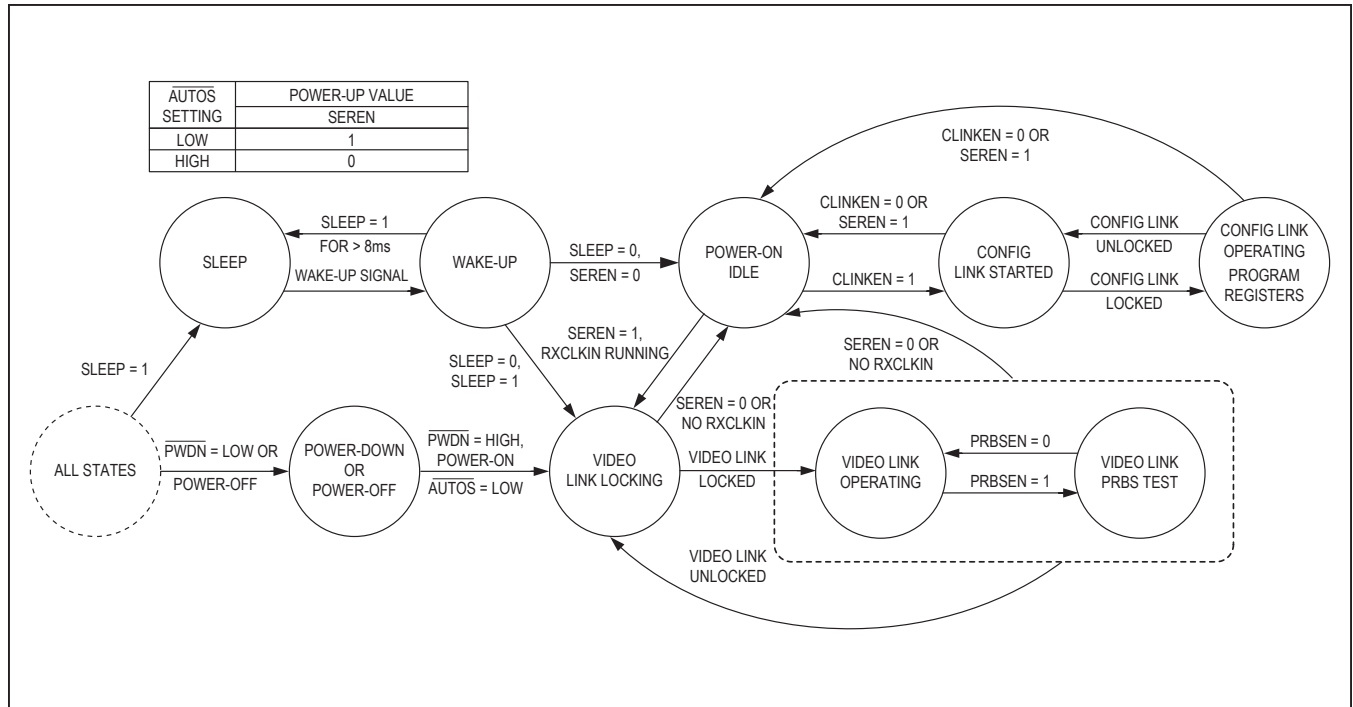 AUTOS
SETTING
POWER-UP VALUE
SEREN
LOW
1
HIGH
0
CLINKEN = 0 OR
SEREN = 1
SLEEP = 1
FOR > 8ms
WAKE-UP SIGNAL
SLEEP
WAKE-UP
SLEEP = 0,
SEREN = 0
POWER-ON
IDLE
CLINKEN = 0 OR
SEREN = 1
CLINKEN = 1
CONFIG
LINK STARTED
CONFIG LINK
UNLOCKED
CONFIG LINK
LOCKED
CONFIG LINK
OPERATING
PROGRAM
REGISTERS
SLEEP = 1
SLEEP = 0,
SLEEP = 1
SEREN = 1,
RXCLKIN RUNNING
SEREN = 0 OR
NO RXCLKIN
SEREN = 0 OR
NO RXCLKIN
ALL STATES
PWDN = LOW OR
POWER-OFF
POWER-DOWN
OR
POWER-OFF
PWDN = HIGH,
POWER-ON
AUTOS = LOW
VIDEO
LINK LOCKING
VIDEO LINK
LOCKED
VIDEO LINK
OPERATING
PRBSEN = 0
PRBSEN = 1
VIDEO LINK
PRBS TEST
VIDEO LINK
UNLOCKED